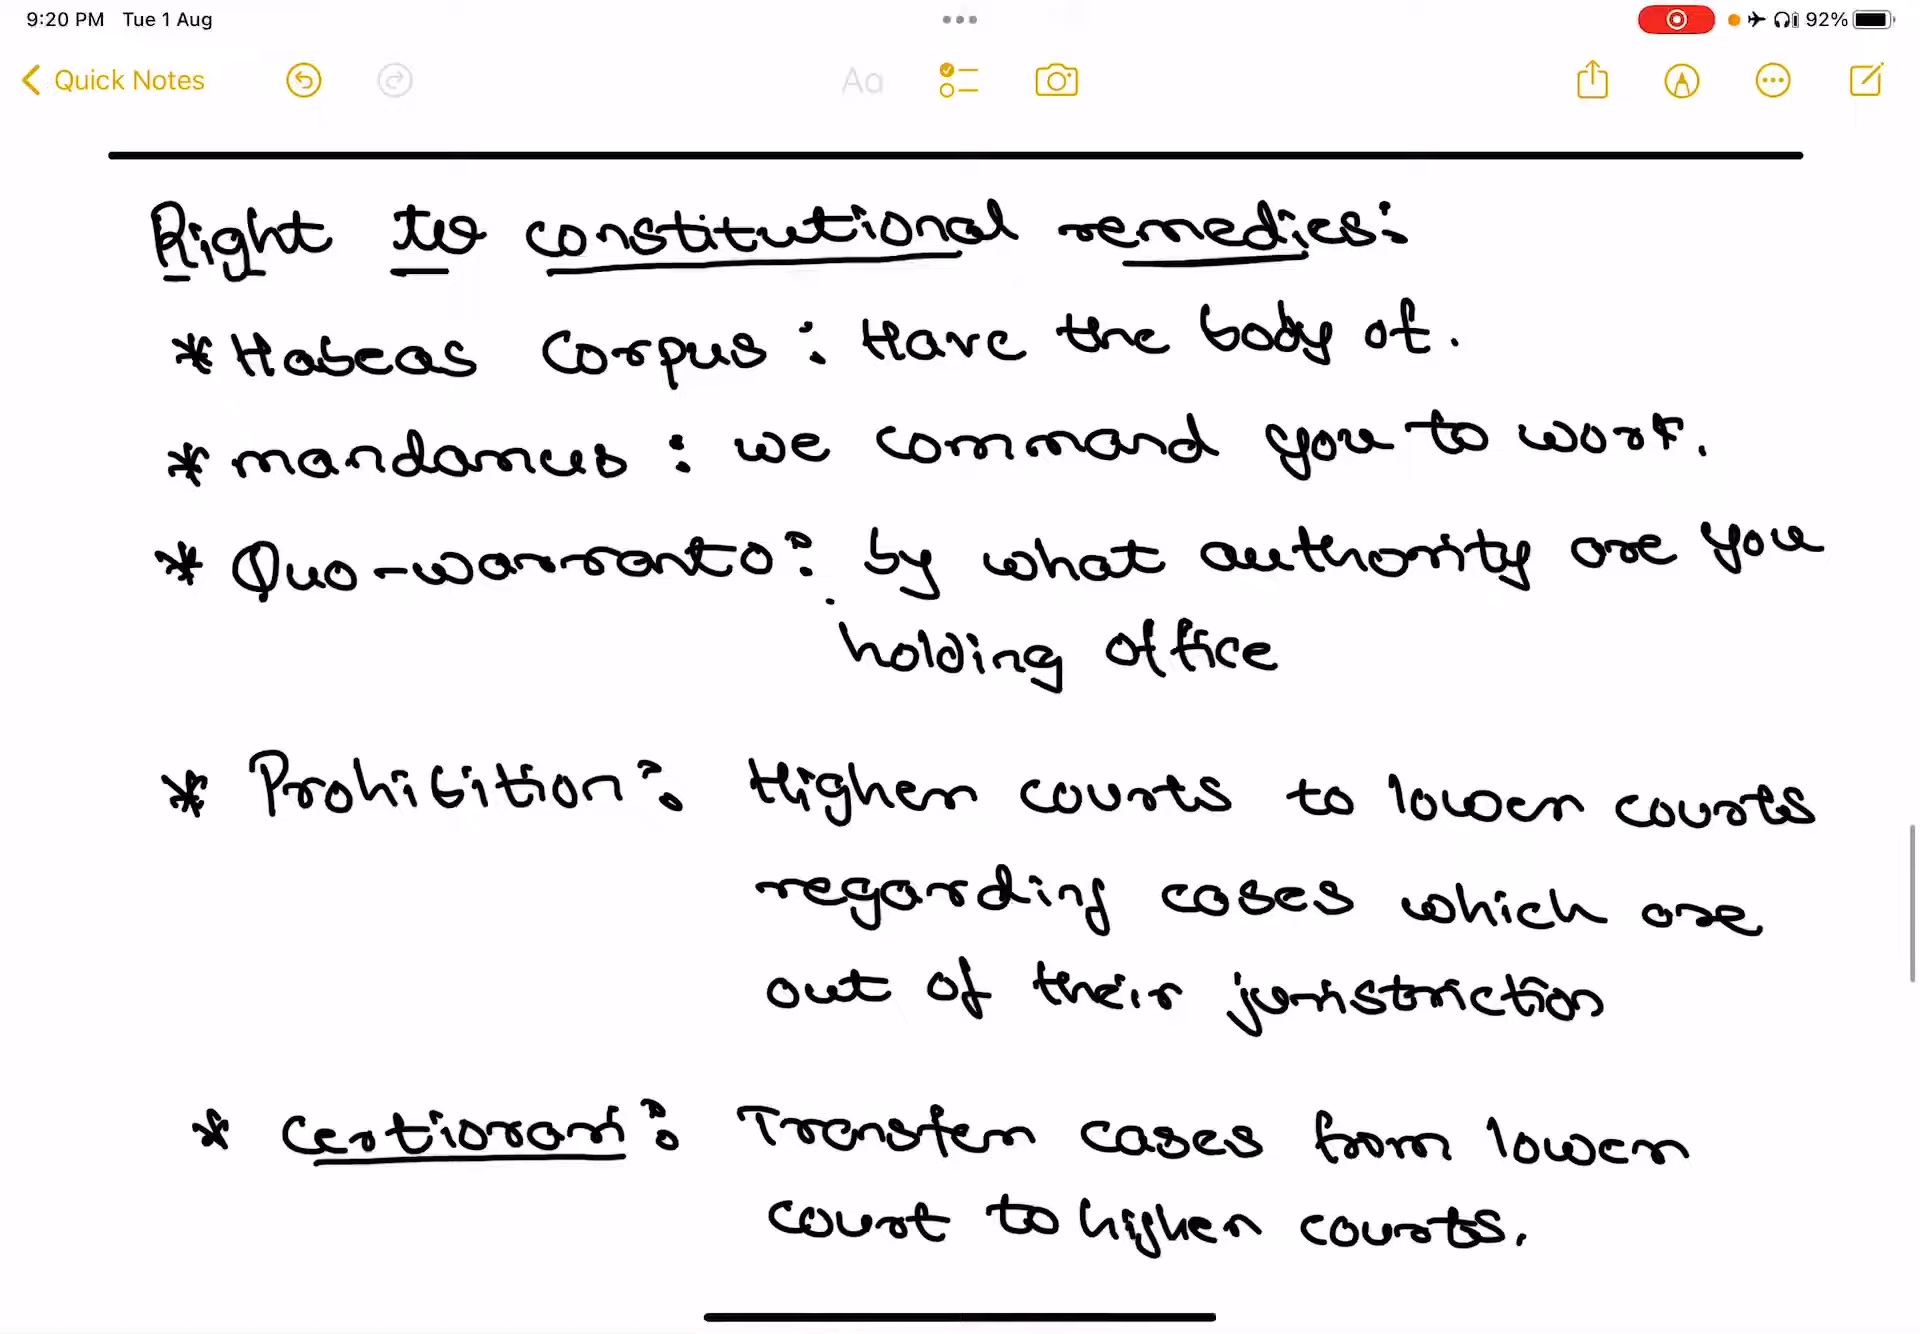 9:20 PM Tue 1 Aug 92%
Quick Notes Aa
Right to constitutional remedies:
* Habeas Corpus : Have the body of.
* mandamus : we command you to work.
* Quo-warranto : by what authority are you
holding office
* Prohibition : Higher courts to lower courts
regarding cases which are
out of their juristriction
* Certiorari : Transfer cases from lower
court to higher courts.